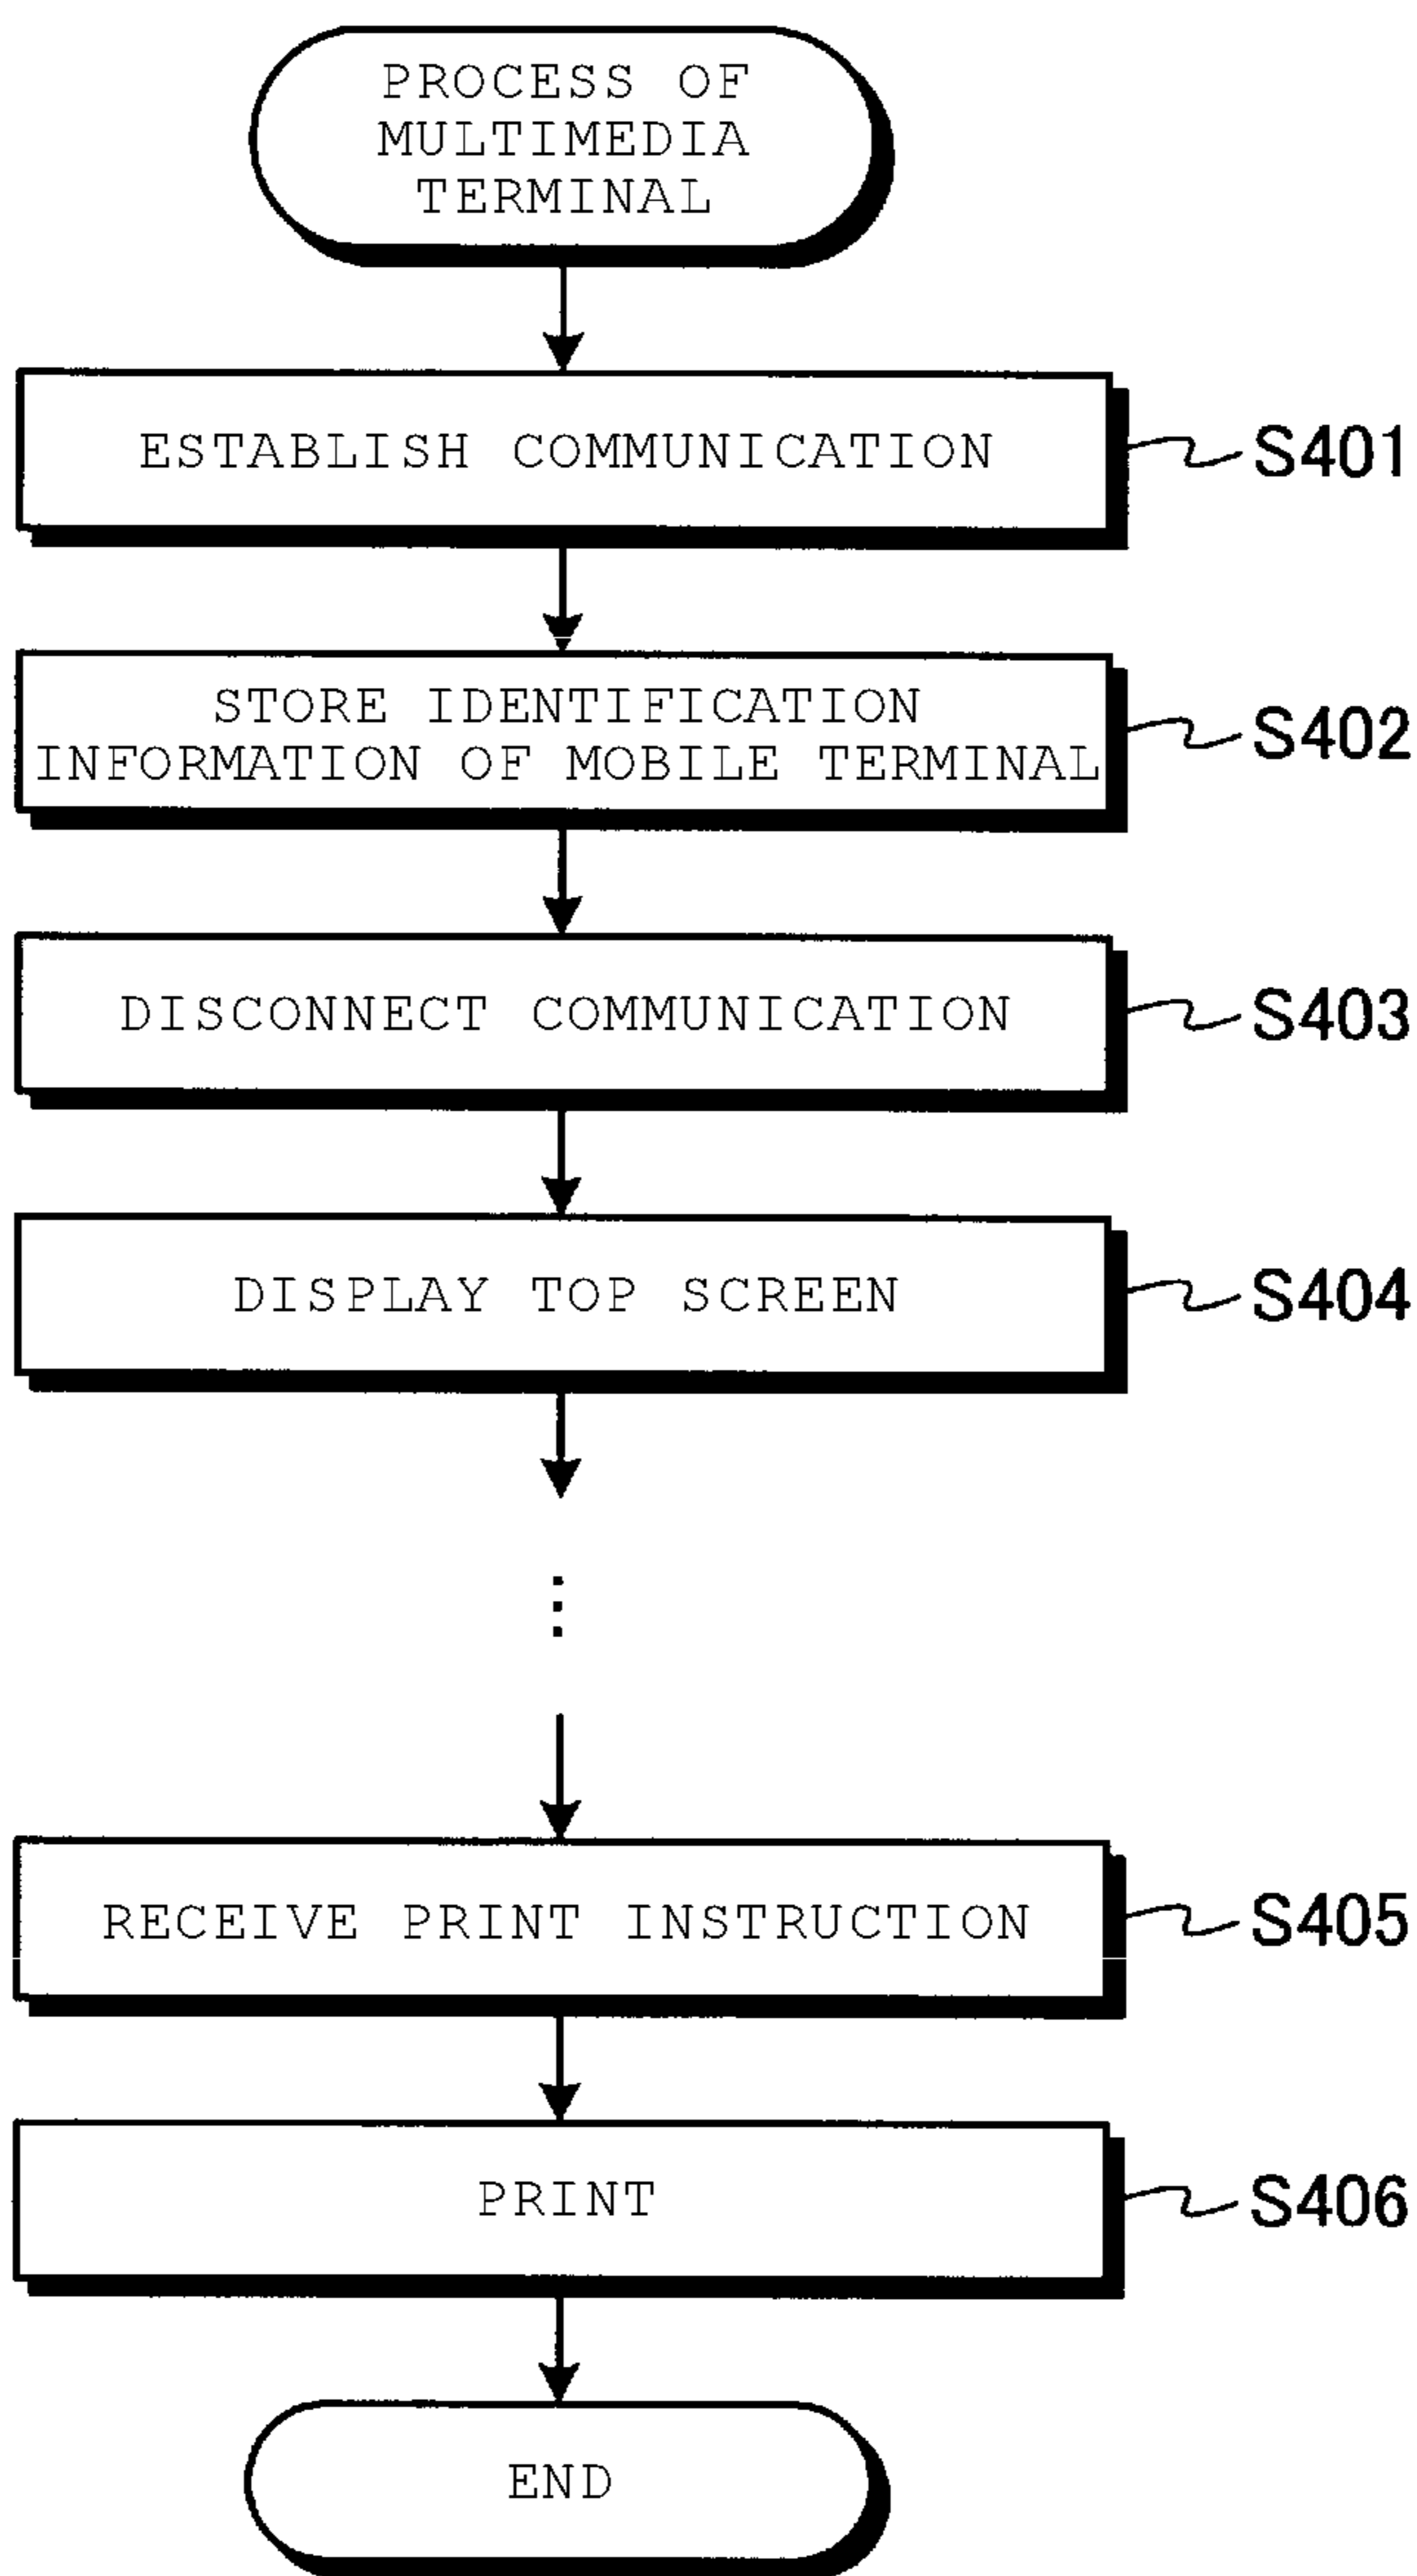 PROCESS OF
MULTIMEDIA
TERMINAL
ESTABLISH COMMUNICATION
S401
STORE IDENTIFICATION
INFORMATION OF MOBILE TERMINAL
S402
DISCONNECT COMMUNICATION
S403
DISPLAY TOP SCREEN
S404
RECEIVE PRINT INSTRUCTION
S405
PRINT
S406
END